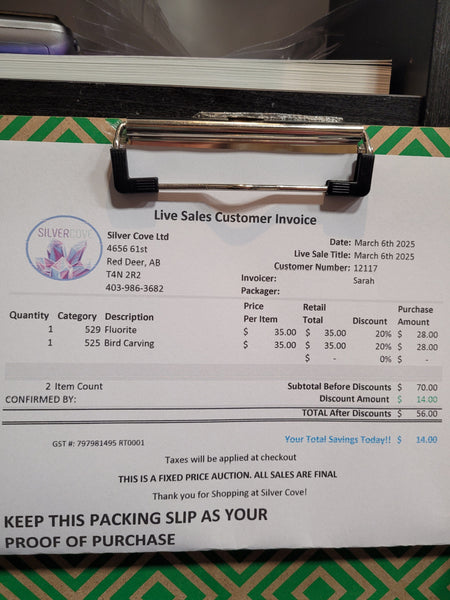 Live Sales Customer Invoice
SILVERCOVE
Silver Cove Ltd
4656 61st
Red Deer, AB
T4N 2R2
403-986-3682
Date: March 6th 2025
Live Sale Title: March 6th 2025
Customer Number: 12117
Invoicer: Sarah
Packager:
Quantity Category Description Price Per Item Retail Total Discount Purchase Amount
1 529 Fluorite $ 35.00 $ 35.00 20% $ 28.00
1 525 Bird Carving $ 35.00 $ 35.00 20% $ 28.00
$ - 0% $ -
2 Item Count Subtotal Before Discounts $ 70.00
CONFIRMED BY: Discount Amount $ 14.00
TOTAL After Discounts $ 56.00
GST #: 797981495 RT0001 Your Total Savings Today!! $ 14.00
Taxes will be applied at checkout
THIS IS A FIXED PRICE AUCTION. ALL SALES ARE FINAL
Thank you for Shopping at Silver Cove!
KEEP THIS PACKING SLIP AS YOUR
PROOF OF PURCHASE